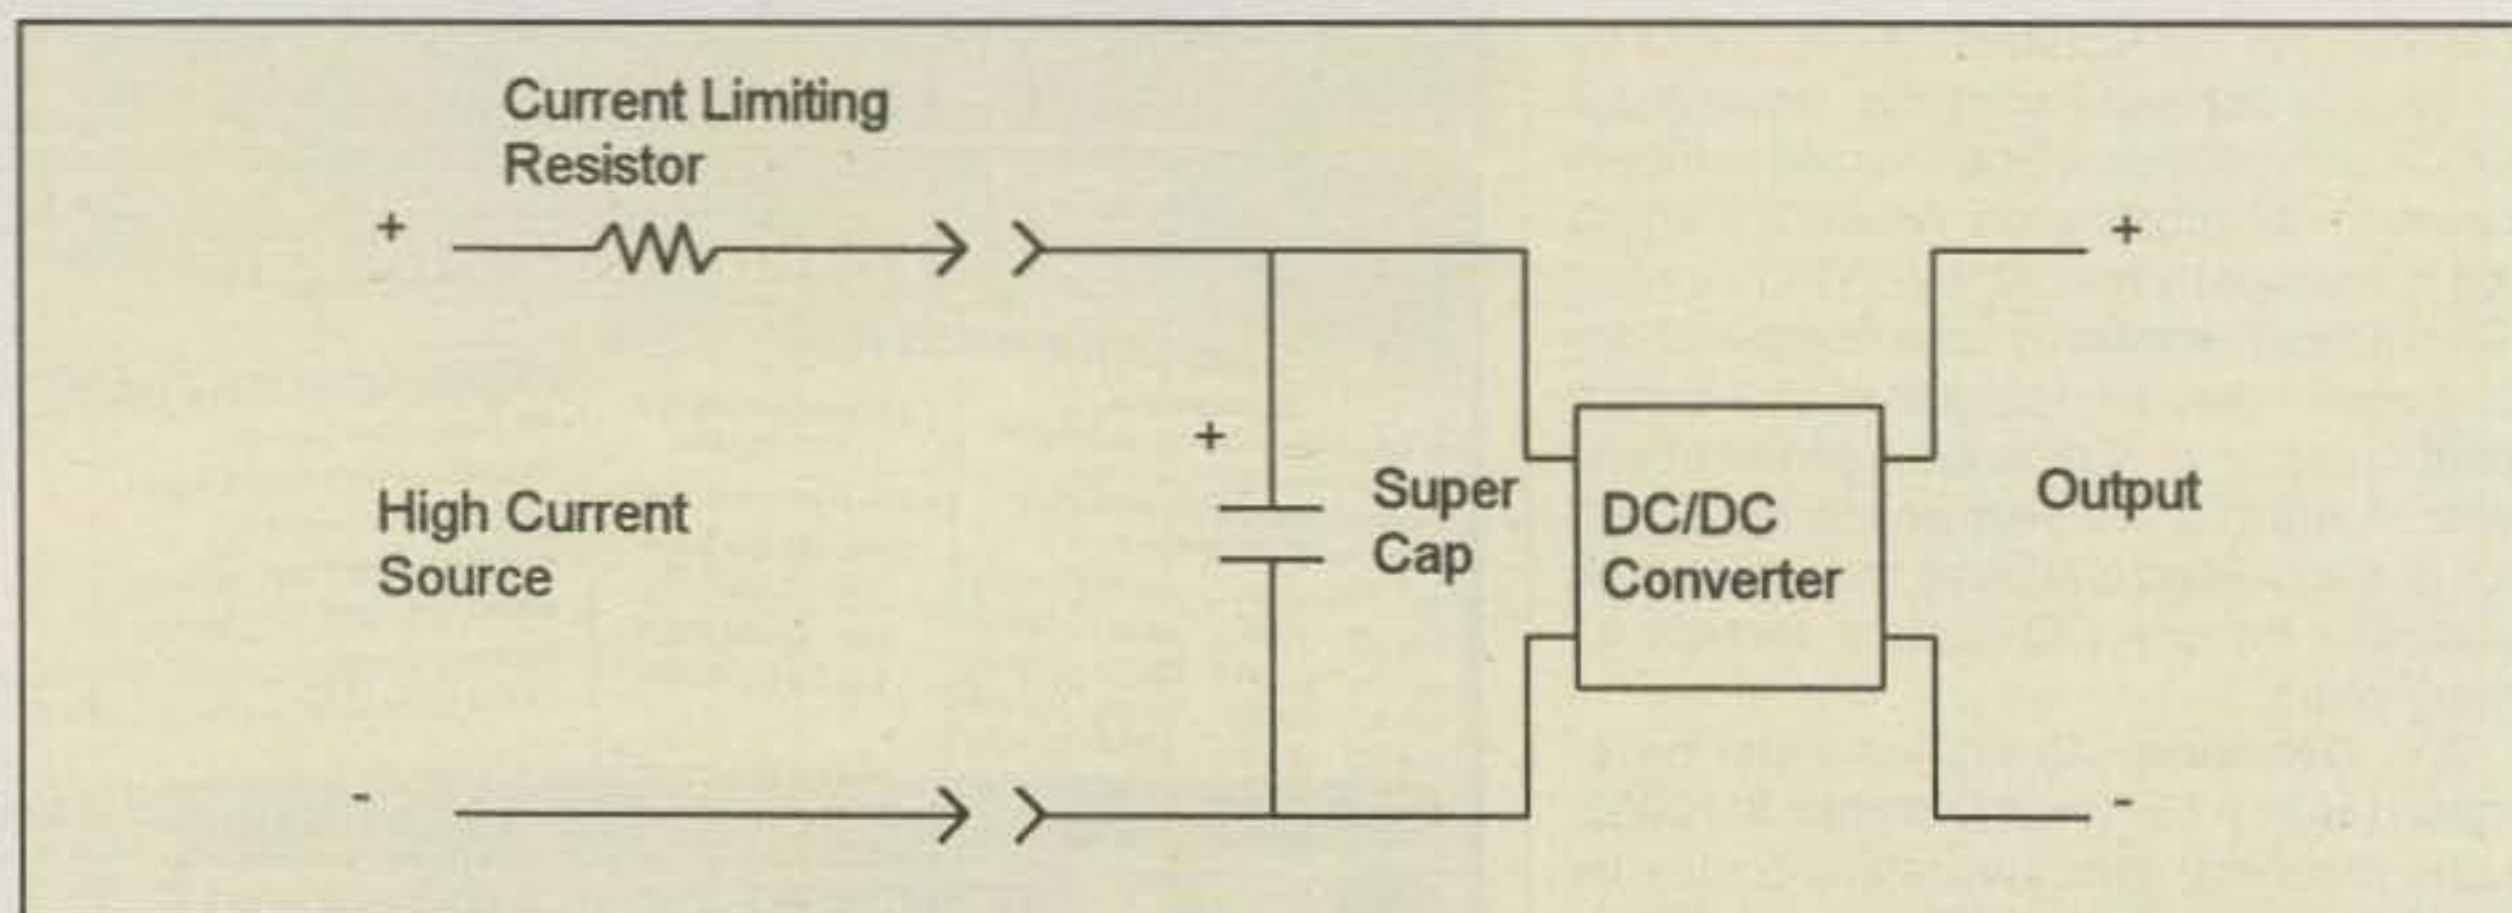 Current Limiting
Resistor
+
+
+
Super
Cap
High Current
Source
DC/DC
Converter
Output
-
-